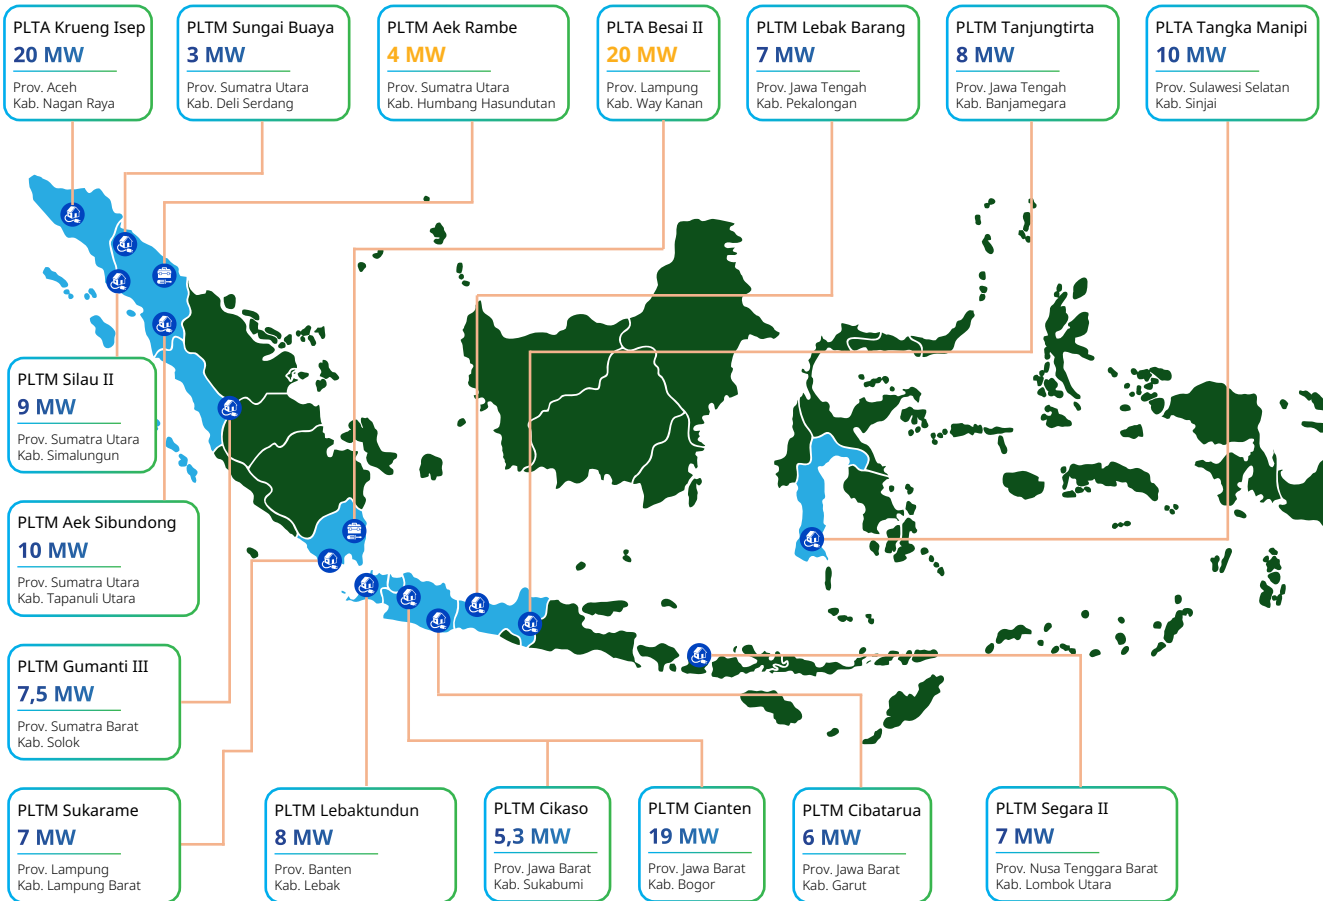 PLTA Krueng Isep
20 MW
Prov. Aceh
Kab. Nagan Raya
PLTM Sungai Buaya
3 MW
Prov. Sumatra Utara
Kab. Deli Serdang
PLTM Aek Rambe
4 MW
Prov. Sumatra Utara
Kab. Humbang Hasundutan
PLTA Besai II
20 MW
Prov. Lampung
Kab. Way Kanan
PLTM Lebak Barang
7 MW
Prov. Jawa Tengah
Kab. Pekalongan
PLTM Tanjungtirta
8 MW
Prov. Jawa Tengah
Kab. Banjamegara
PLTA Tangka Manipi
10 MW
Prov. Sulawesi Selatan
Kab. Sinjai
PLTM Silau II
9 MW
Prov. Sumatra Utara
Kab. Simalungun
PLTM Aek Sibundong
10 MW
Prov. Sumatra Utara
Kab. Tapanuli Utara
PLTM Gumanti III
7,5 MW
Prov. Sumatra Barat
Kab. Solok
PLTM Sukarame
7 MW
Prov. Lampung
Kab. Lampung Barat
PLTM Lebaktundun
8 MW
Prov. Banten
Kab. Lebak
PLTM Cikaso
5,3 MW
Prov. Jawa Barat
Kab. Sukabumi
PLTM Cianten
19 MW
Prov. Jawa Barat
Kab. Bogor
PLTM Cibatarua
6 MW
Prov. Jawa Barat
Kab. Garut
PLTM Segara II
7 MW
Prov. Nusa Tenggara Barat
Kab. Lombok Utara